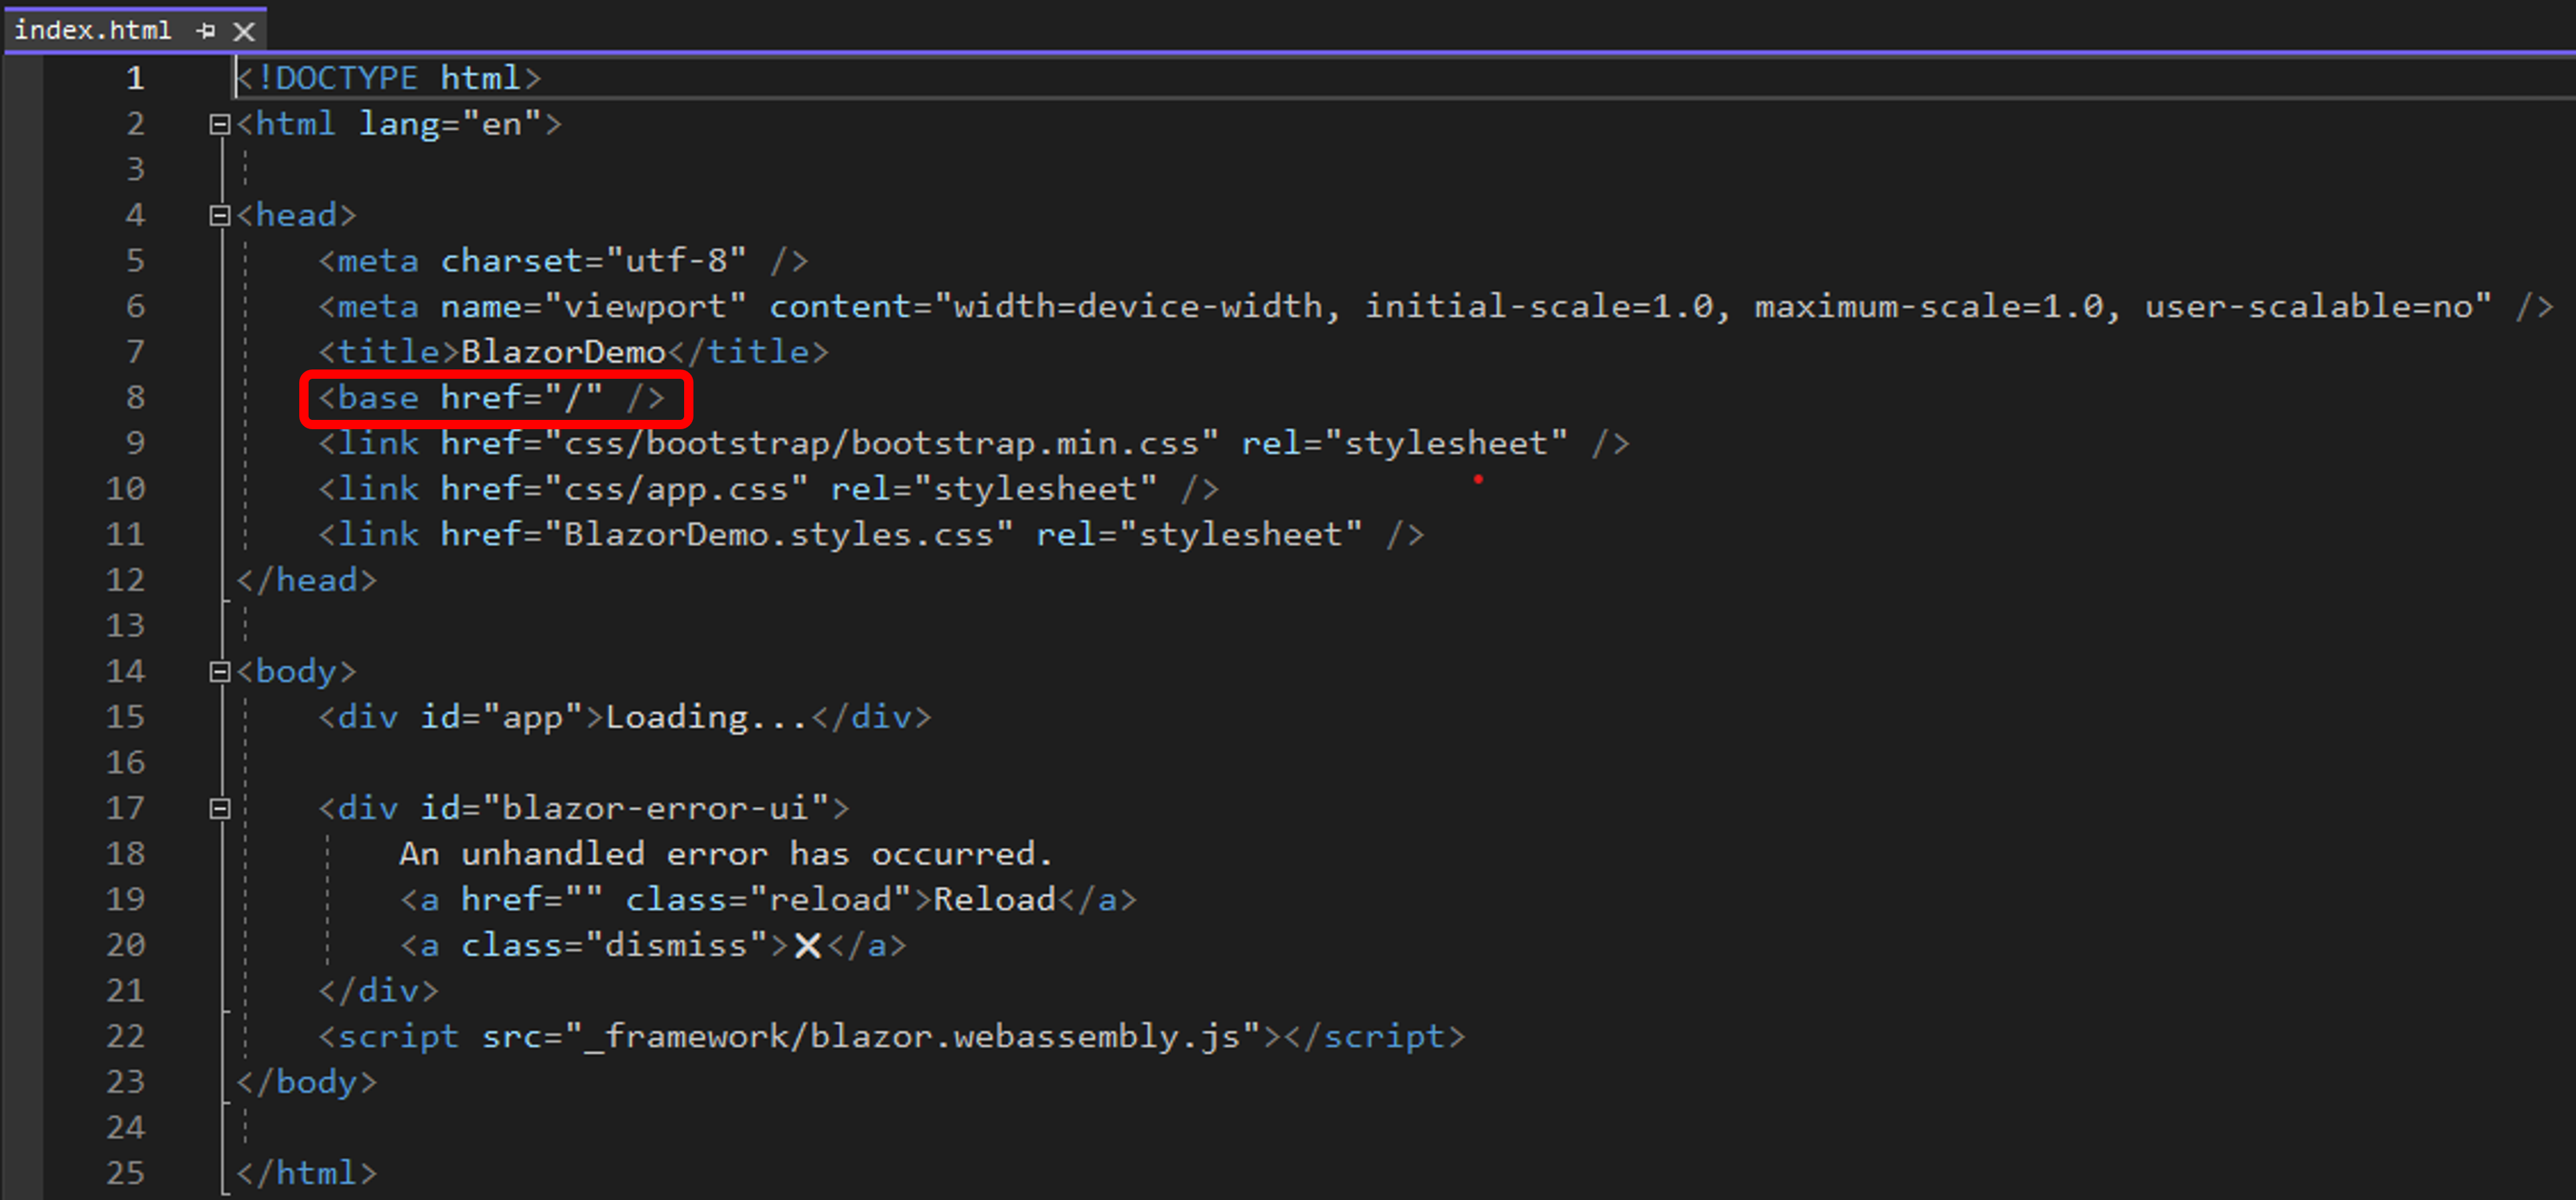 index.html
1 <!DOCTYPE html>
2 <html lang="en">
3
4 <head>
5 <meta charset="utf-8" />
6 <meta name="viewport" content="width=device-width, initial-scale=1.0, maximum-scale=1.0, user-scalable=no" />
7 <title>BlazorDemo</title>
8 <base href="/" />
9 <link href="css/bootstrap/bootstrap.min.css" rel="stylesheet" />
10 <link href="css/app.css" rel="stylesheet" />
11 <link href="BlazorDemo.styles.css" rel="stylesheet" />
12 </head>
13
14 <body>
15 <div id="app">Loading...</div>
16
17 <div id="blazor-error-ui">
18 An unhandled error has occurred.
19 <a href="" class="reload">Reload</a>
20 <a class="dismiss">🗙</a>
21 </div>
22 <script src="_framework/blazor.webassembly.js"></script>
23 </body>
24
25 </html>